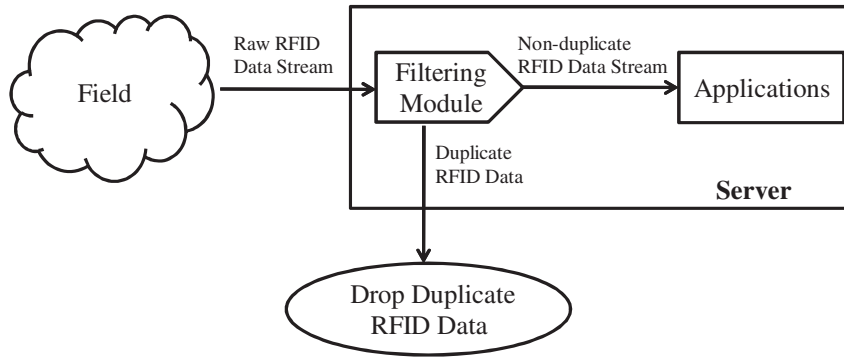 Field
Raw RFID
Data Stream
Filtering
Module
Non-duplicate
RFID Data Stream
Applications
Duplicate
RFID Data
Server
Drop Duplicate
RFID Data